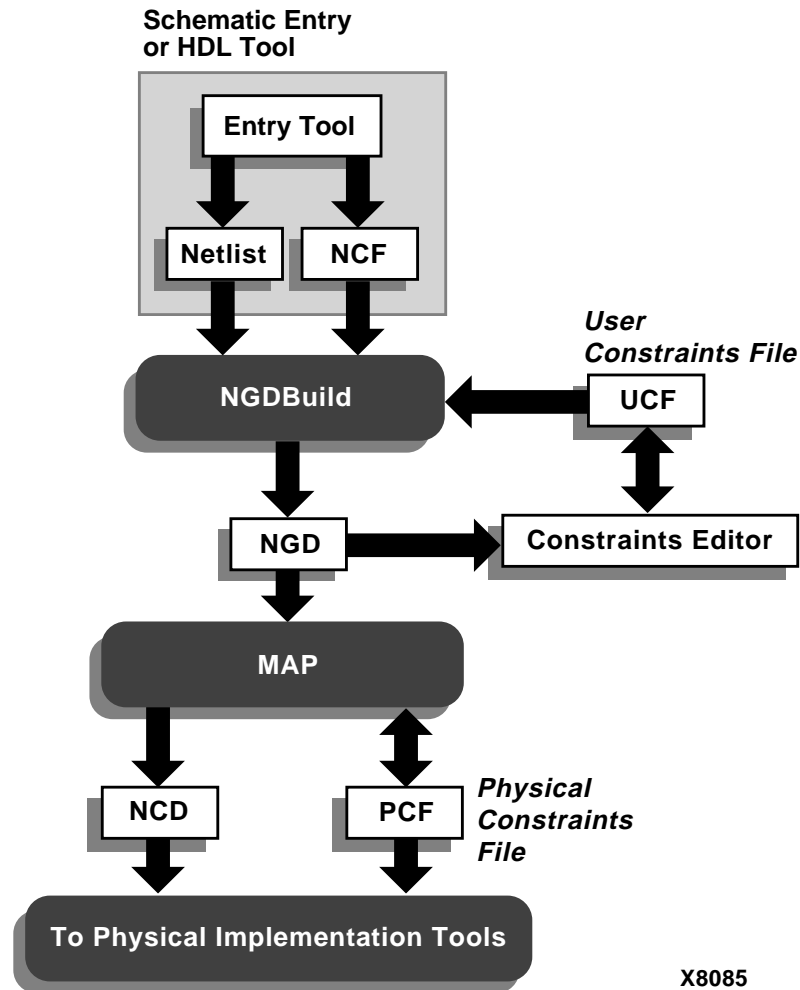 Schematic Entry
or HDL Tool
Entry Tool
Netlist
NCF
User
Constraints File
NGDBuild
UCF
NGD
Constraints Editor
MAP
NCD
PCF
Physical
Constraints
File
To Physical Implementation Tools
X8085